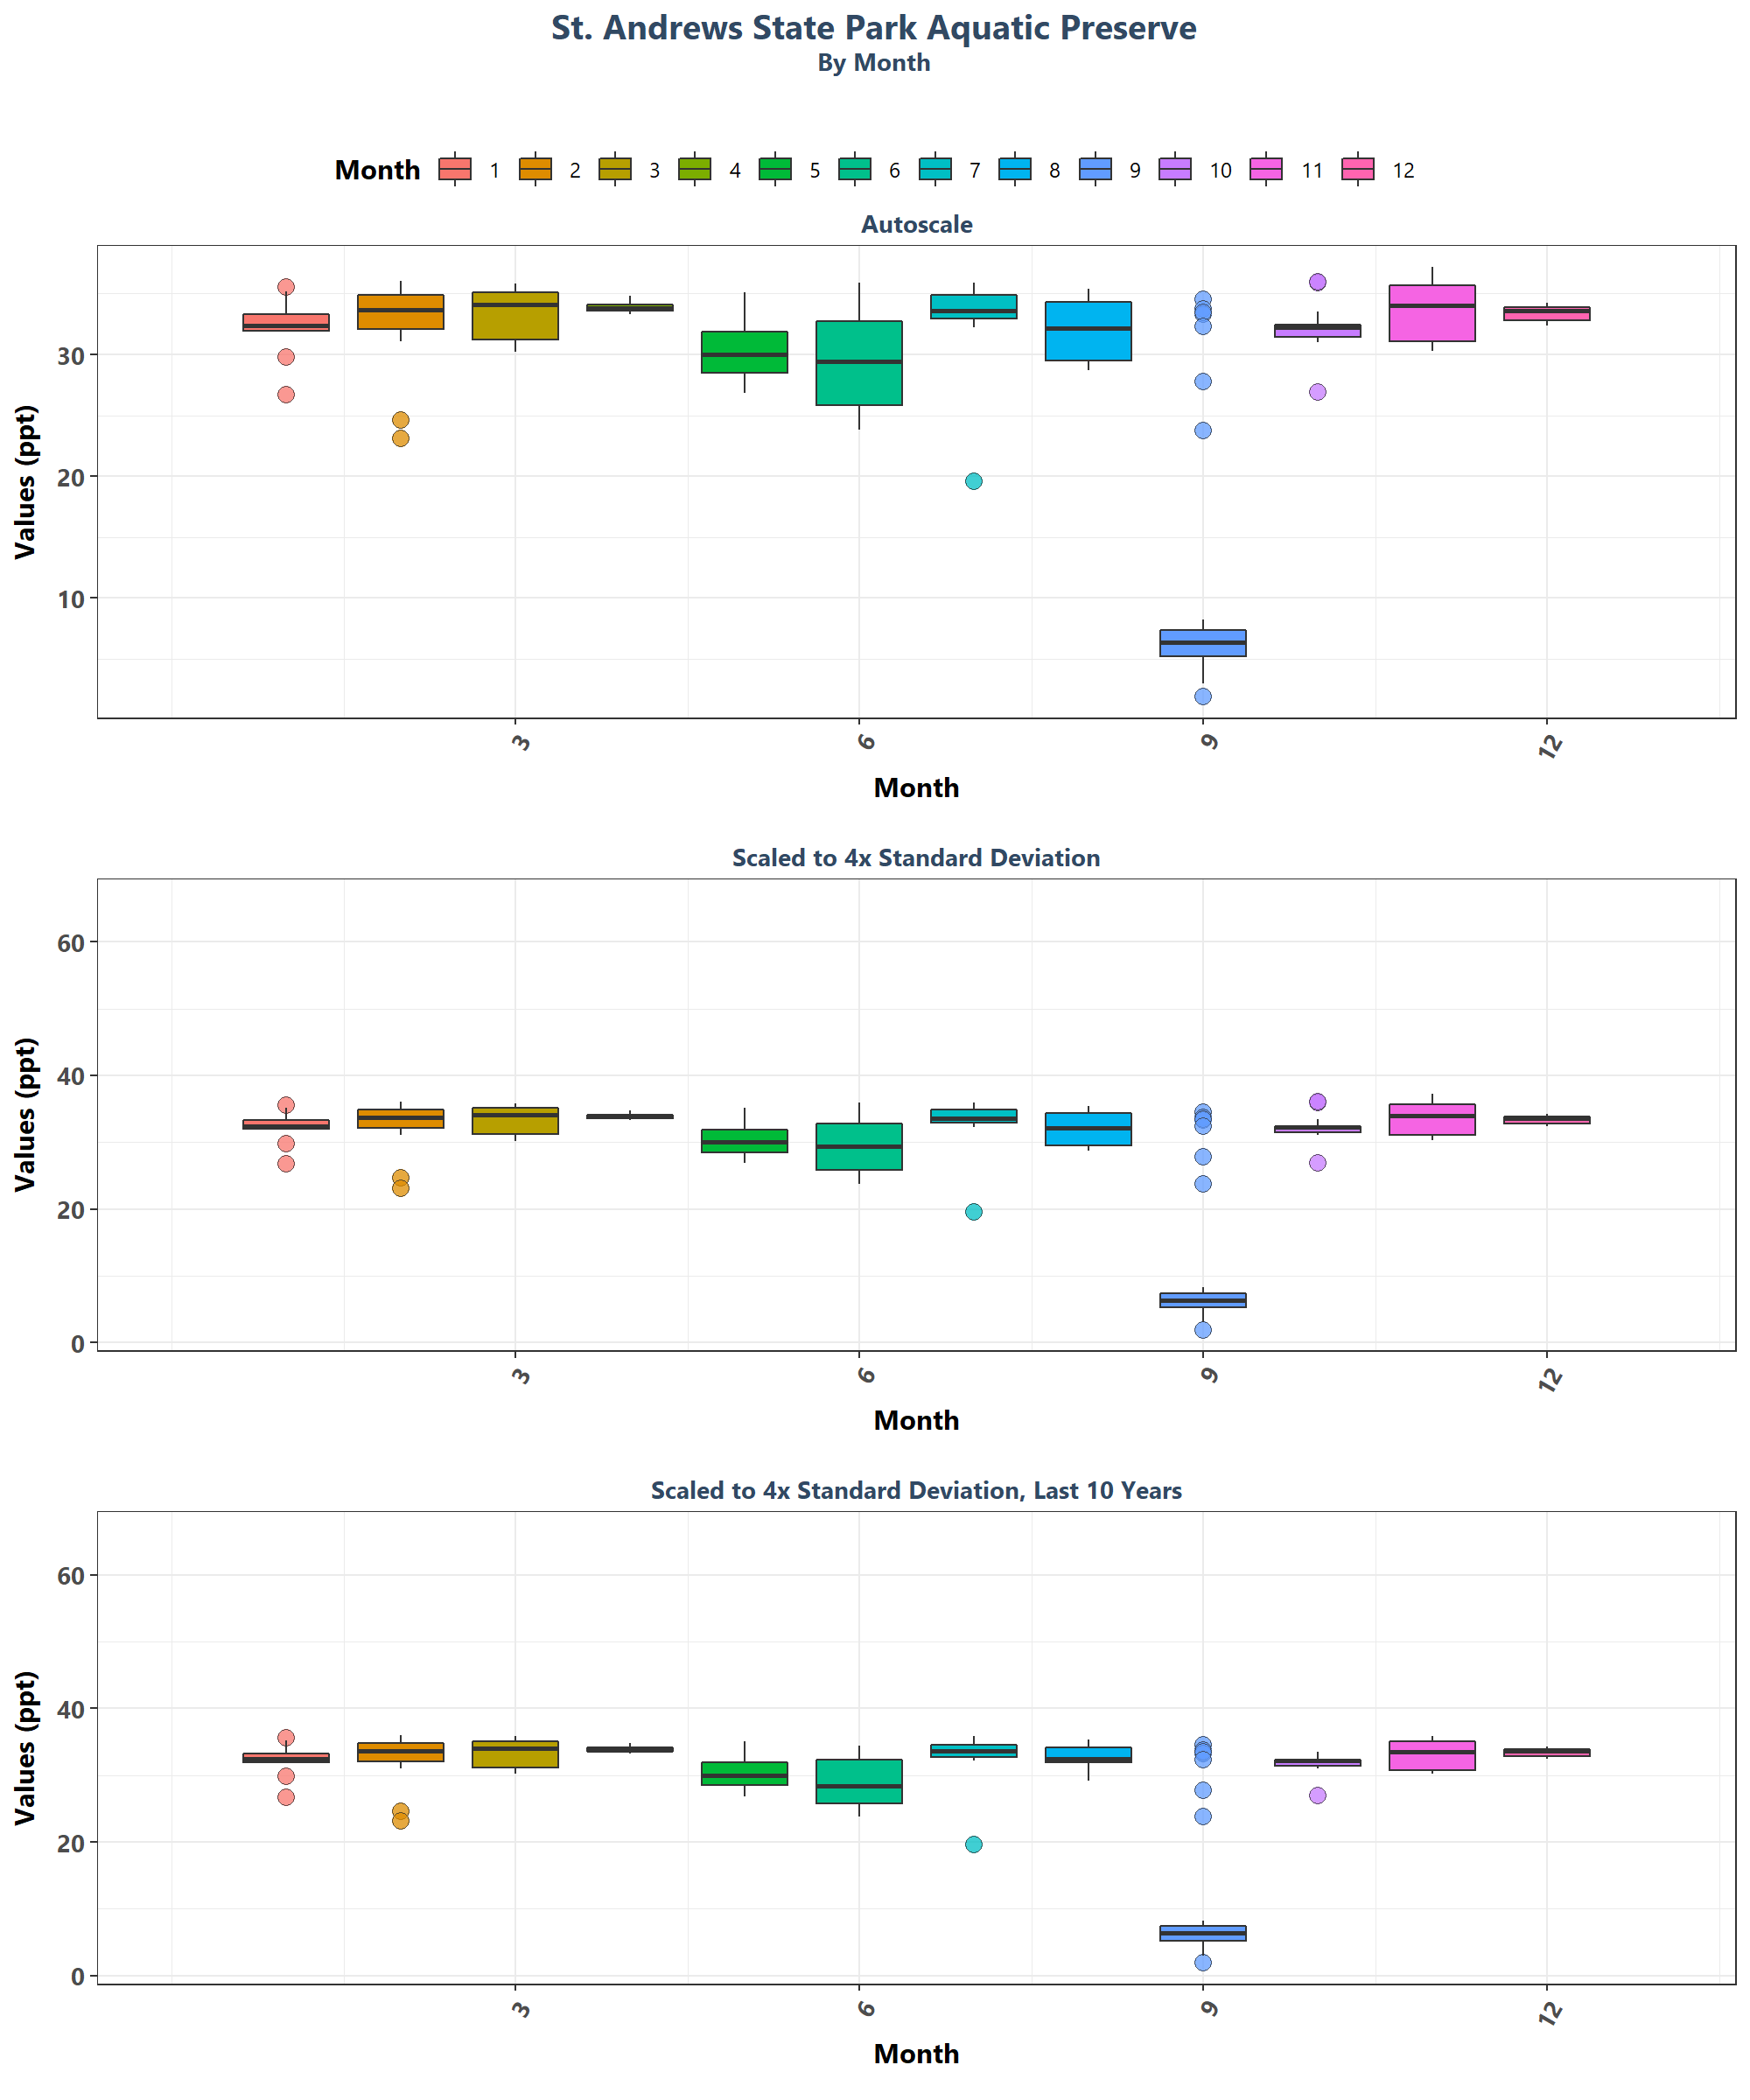 St. Andrews State Park Aquatic Preserve
By Month
Month 1 2 3 4 5 6 7 8 9 10 11 12
Autoscale
Values (ppt)
30
20
10
3 6 9 12
Month
Scaled to 4x Standard Deviation
Values (ppt)
60
40
20
0
3 6 9 12
Month
Scaled to 4x Standard Deviation, Last 10 Years
Values (ppt)
60
40
20
0
3 6 9 12
Month